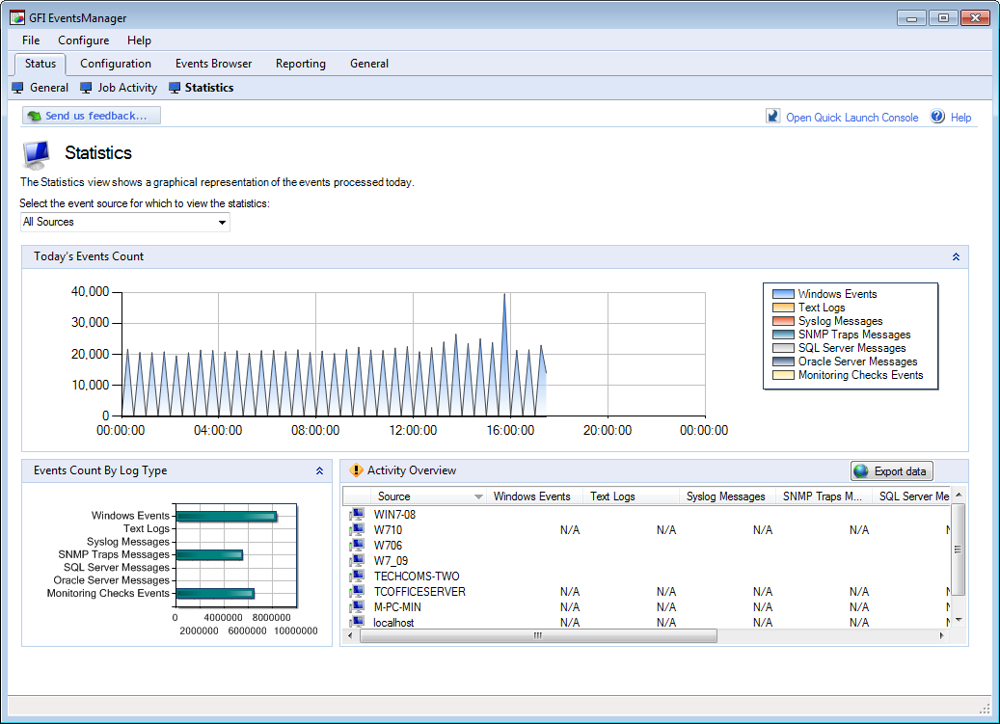 GFI EventsManager
File Configure Help
Status Configuration Events Browser Reporting General
General Job Activity Statistics
Send us feedback... Open Quick Launch Console Help
Statistics
The Statistics view shows a graphical representation of the events processed today.
Select the event source for which to view the statistics:
All Sources
Today's Events Count
40,000
30,000
20,000
10,000
0
00:00:00 04:00:00 08:00:00 12:00:00 16:00:00 20:00:00 00:00:00
Windows Events
Text Logs
Syslog Messages
SNMP Traps Messages
SQL Server Messages
Oracle Server Messages
Monitoring Checks Events
Events Count By Log Type
Windows Events
Text Logs
Syslog Messages
SNMP Traps Messages
SQL Server Messages
Oracle Server Messages
Monitoring Checks Events
0 4000000 8000000
2000000 6000000 10000000
Activity Overview Export data
Source Windows Events Text Logs Syslog Messages SNMP Traps M... SQL Server Me
WIN7-08
W710 N/A N/A N/A N/A
W706
W7_09
TECHCOMS-TWO
TCOFFICESERVER N/A N/A N/A N/A
M-PC-MIN N/A N/A N/A N/A
localhost N/A N/A N/A N/A